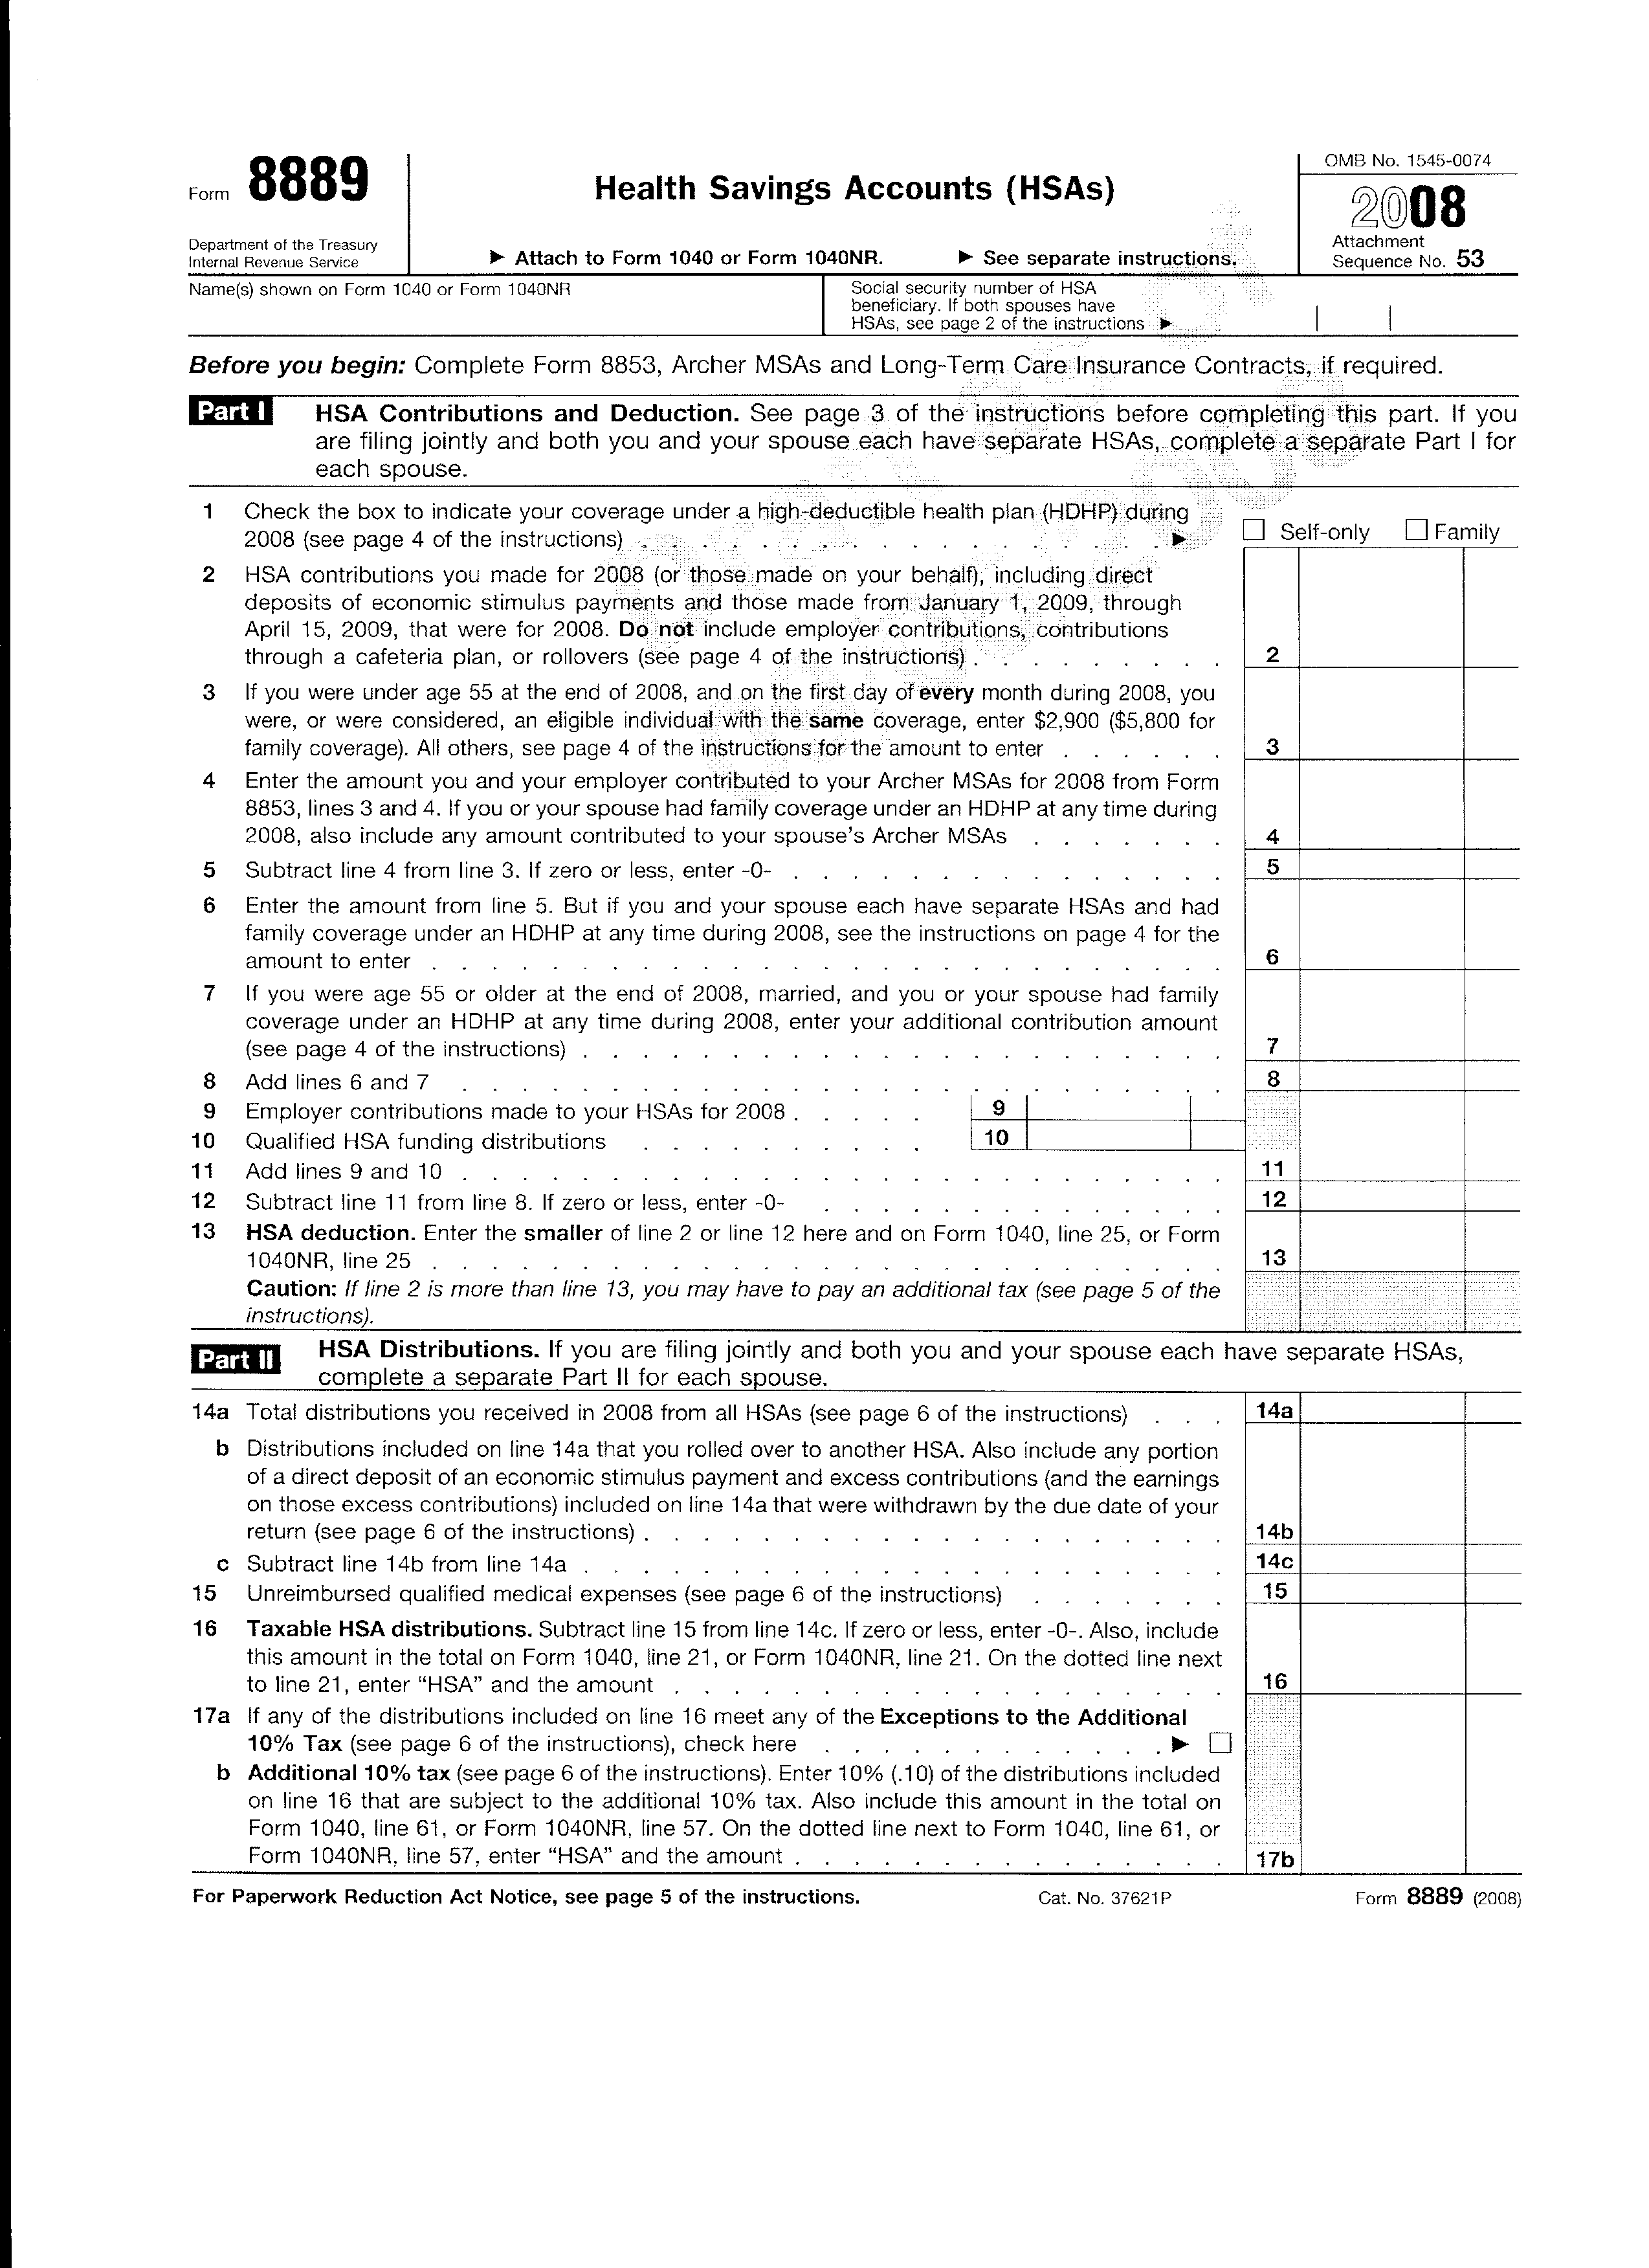 Form 8889
Department of the Treasury
Internal Revenue Service
Health Savings Accounts (HSAs)
► Attach to Form 1040 or Form 1040NR. ► See separate instructions.
OMB No. 1545-0074
2008
Attachment
Sequence No. 53
Name(s) shown on Form 1040 or Form 1040NR
Social security number of HSA
beneficiary. If both spouses have
HSAs, see page 2 of the instructions ►
Before you begin: Complete Form 8853, Archer MSAs and Long-Term Care Insurance Contracts, if required.
Part I HSA Contributions and Deduction. See page 3 of the instructions before completing this part. If you
are filing jointly and both you and your spouse each have separate HSAs, complete a separate Part I for
each spouse.
1 Check the box to indicate your coverage under a high-deductible health plan (HDHP) during
2008 (see page 4 of the instructions) . . . . . . . . . . . . . . . . . . ► Self-only Family
2 HSA contributions you made for 2008 (or those made on your behalf), including direct
deposits of economic stimulus payments and those made from January 1, 2009, through
April 15, 2009, that were for 2008. Do not include employer contributions, contributions
through a cafeteria plan, or rollovers (see page 4 of the instructions) . . . . . . . . . 2
3 If you were under age 55 at the end of 2008, and on the first day of every month during 2008, you
were, or were considered, an eligible individual with the same coverage, enter $2,900 ($5,800 for
family coverage). All others, see page 4 of the instructions for the amount to enter . . . . . . 3
4 Enter the amount you and your employer contributed to your Archer MSAs for 2008 from Form
8853, lines 3 and 4. If you or your spouse had family coverage under an HDHP at any time during
2008, also include any amount contributed to your spouse's Archer MSAs . . . . . . . 4
5 Subtract line 4 from line 3. If zero or less, enter -0- . . . . . . . . . . . . . . . 5
6 Enter the amount from line 5. But if you and your spouse each have separate HSAs and had
family coverage under an HDHP at any time during 2008, see the instructions on page 4 for the
amount to enter . . . . . . . . . . . . . . . . . . . . . . . . . . . 6
7 If you were age 55 or older at the end of 2008, married, and you or your spouse had family
coverage under an HDHP at any time during 2008, enter your additional contribution amount
(see page 4 of the instructions) . . . . . . . . . . . . . . . . . . . . . . 7
8 Add lines 6 and 7 . . . . . . . . . . . . . . . . . . . . . . . . . . 8
9 Employer contributions made to your HSAs for 2008 . . . . . 9
10 Qualified HSA funding distributions . . . . . . . . . . 10
11 Add lines 9 and 10 . . . . . . . . . . . . . . . . . . . . . . . . . . 11
12 Subtract line 11 from line 8. If zero or less, enter -0- . . . . . . . . . . . . . . 12
13 HSA deduction. Enter the smaller of line 2 or line 12 here and on Form 1040, line 25, or Form
1040NR, line 25 . . . . . . . . . . . . . . . . . . . . . . . . . . . 13
Caution: If line 2 is more than line 13, you may have to pay an additional tax (see page 5 of the
instructions).
Part II HSA Distributions. If you are filing jointly and both you and your spouse each have separate HSAs,
complete a separate Part II for each spouse.
14a Total distributions you received in 2008 from all HSAs (see page 6 of the instructions) . . . 14a
b Distributions included on line 14a that you rolled over to another HSA. Also include any portion
of a direct deposit of an economic stimulus payment and excess contributions (and the earnings
on those excess contributions) included on line 14a that were withdrawn by the due date of your
return (see page 6 of the instructions) . . . . . . . . . . . . . . . . . . . . 14b
c Subtract line 14b from line 14a . . . . . . . . . . . . . . . . . . . . . . 14c
15 Unreimbursed qualified medical expenses (see page 6 of the instructions) . . . . . . . 15
16 Taxable HSA distributions. Subtract line 15 from line 14c. If zero or less, enter -0-. Also, include
this amount in the total on Form 1040, line 21, or Form 1040NR, line 21. On the dotted line next
to line 21, enter “HSA” and the amount . . . . . . . . . . . . . . . . . . . 16
17a If any of the distributions included on line 16 meet any of the Exceptions to the Additional
10% Tax (see page 6 of the instructions), check here . . . . . . . . . . . . ►
b Additional 10% tax (see page 6 of the instructions). Enter 10% (.10) of the distributions included
on line 16 that are subject to the additional 10% tax. Also include this amount in the total on
Form 1040, line 61, or Form 1040NR, line 57. On the dotted line next to Form 1040, line 61, or
Form 1040NR, line 57, enter “HSA” and the amount . . . . . . . . . . . . . . . 17b
For Paperwork Reduction Act Notice, see page 5 of the instructions. Cat. No. 37621P Form 8889 (2008)